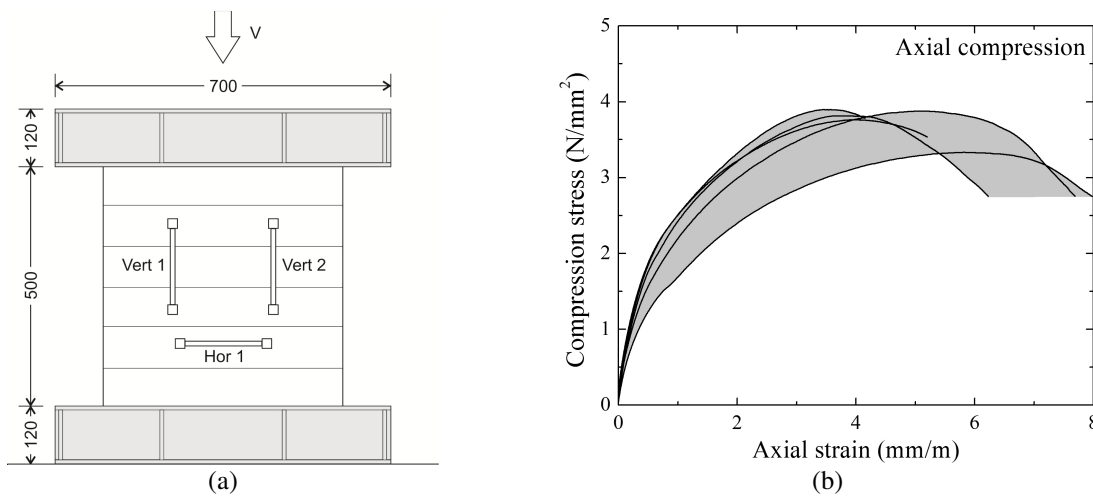 V
700
120
Vert 1
Vert 2
500
Hor 1
120
(a)
Axial compression
Compression stress (N/mm²)
5
4
3
2
1
0
0 2 4 6 8
Axial strain (mm/m)
(b)